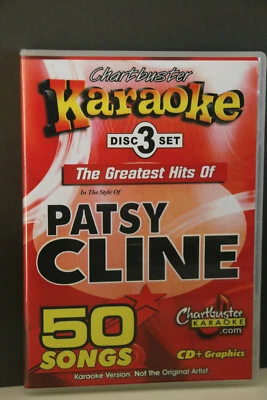 Chartbuster
Karaoke
DISC 3 SET
The Greatest Hits Of
In The Style Of
PATSY
CLINE
50
SONGS
Chartbuster
KARAOKE
.com
CD+Graphics
Karaoke Version. Not the Original Artist.